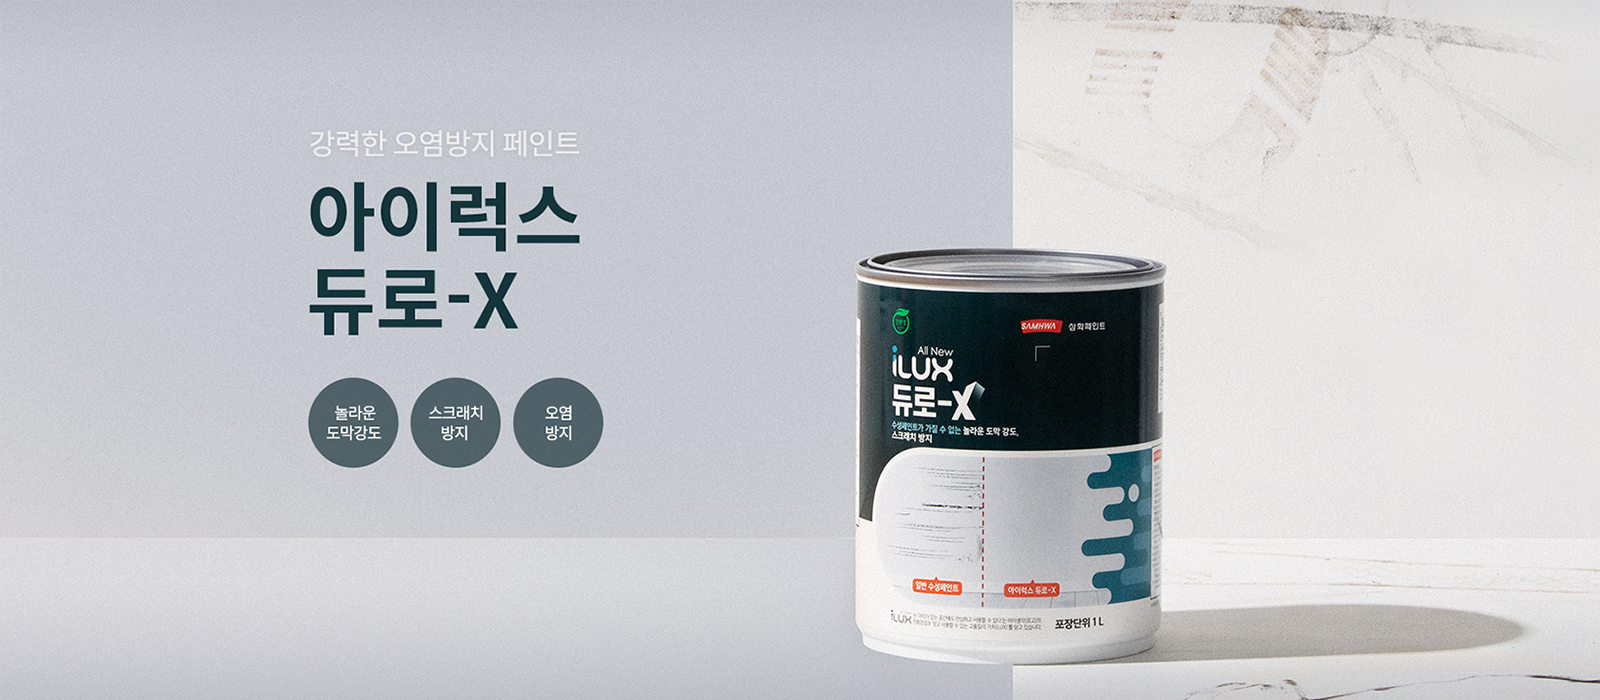 강력한 오염방지 페인트
아이럭스
듀로-X
놀라운
도막강도
스크래치
방지
오염
방지
SAMHWA 삼화페인트
All New
iLUX
듀로-X
수성페인트가 가질 수 없는 놀라운 도막 강도,
스크래치 방지
일반 수성페인트
아이럭스 듀로-X
iLUX
포장단위 1 L